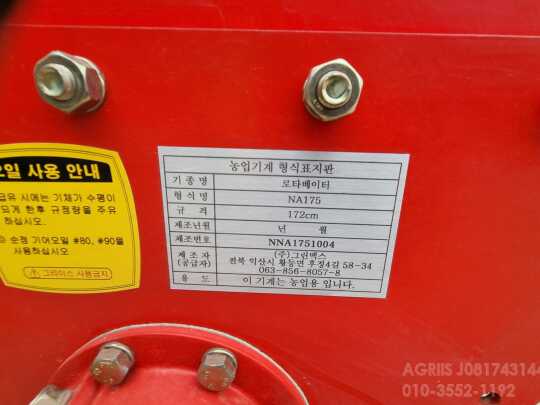 오일 사용 안내
급유 시에는 기체가 수평이
되게 한후 규정량을 주유
하십시오.
순정 기어오일 #80, #90을
사용하십시오
그리이스 사용금지
농업기계 형식표지판
기 종 명 로타베이터
형 식 명 NA175
규 격 172cm
제조년월 년 월
제조번호 NNA1751004
제 조 자 (주)그린맥스
(공급자) 전북 익산시 황등면 후정4길 58-34
063-856-8057-8
용 도 이 기계는 농업용 입니다.
AGRIIS J08174314
010-3552-1192